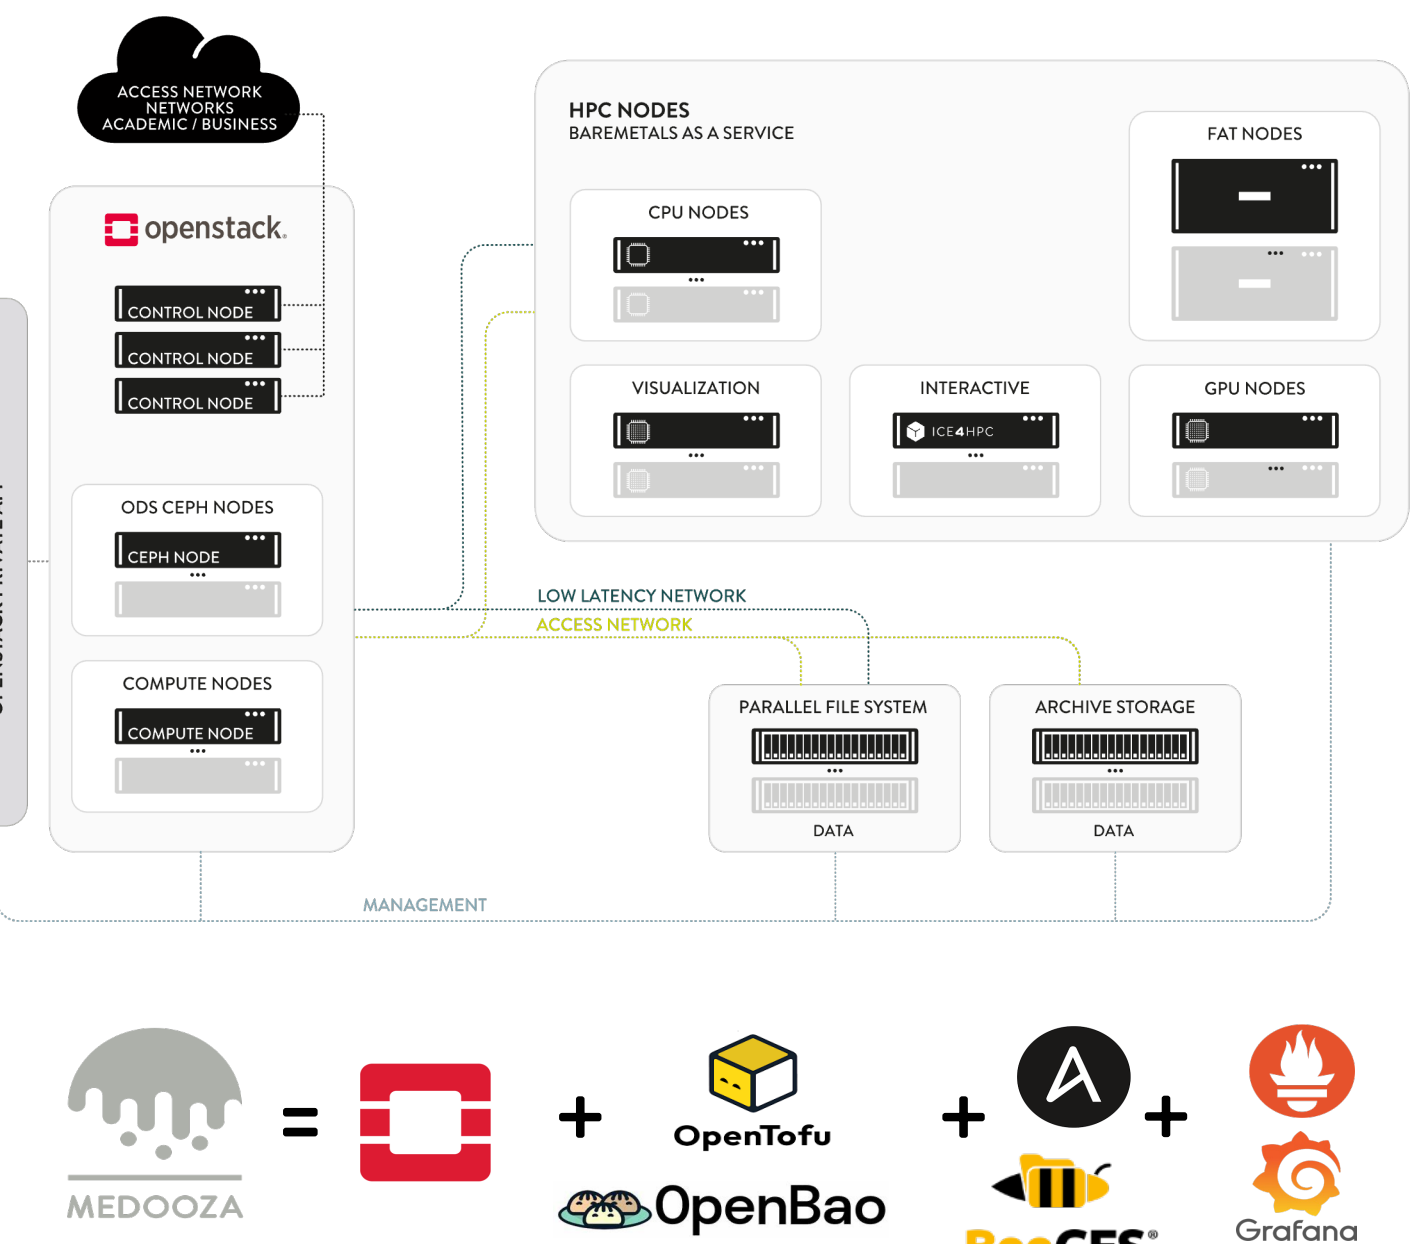 ACCESS NETWORK
NETWORKS
ACADEMIC / BUSINESS
openstack.
CONTROL NODE
CONTROL NODE
CONTROL NODE
ODS CEPH NODES
CEPH NODE
COMPUTE NODES
COMPUTE NODE
HPC NODES
BAREMETALS AS A SERVICE
CPU NODES
FAT NODES
VISUALIZATION
INTERACTIVE
ICE4HPC
GPU NODES
LOW LATENCY NETWORK
ACCESS NETWORK
PARALLEL FILE SYSTEM
DATA
ARCHIVE STORAGE
DATA
MANAGEMENT
MEDOOZA
=
+
OpenTofu
OpenBao
+
BeeGFS®
+
Grafana